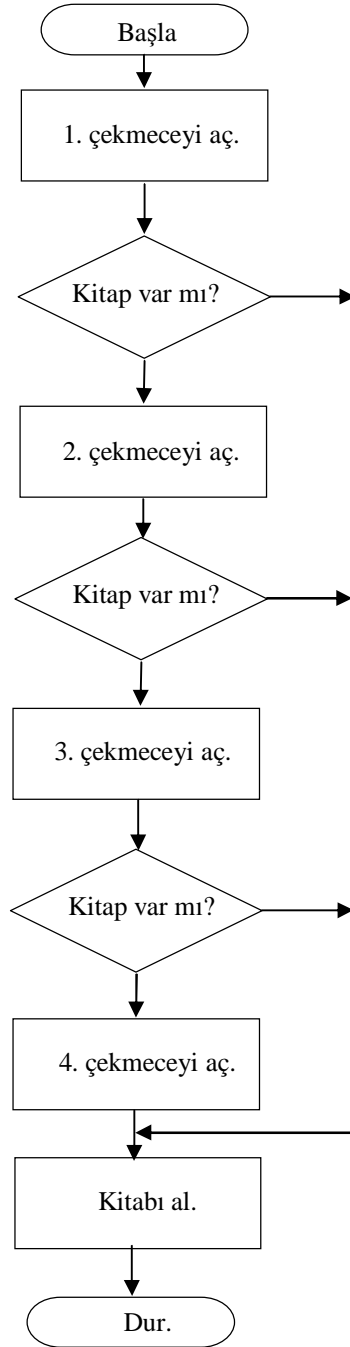 Başla
1. çekmeceyi aç.
Kitap var mı?
2. çekmeceyi aç.
Kitap var mı?
3. çekmeceyi aç.
Kitap var mı?
4. çekmeceyi aç.
Kitabı al.
Dur.